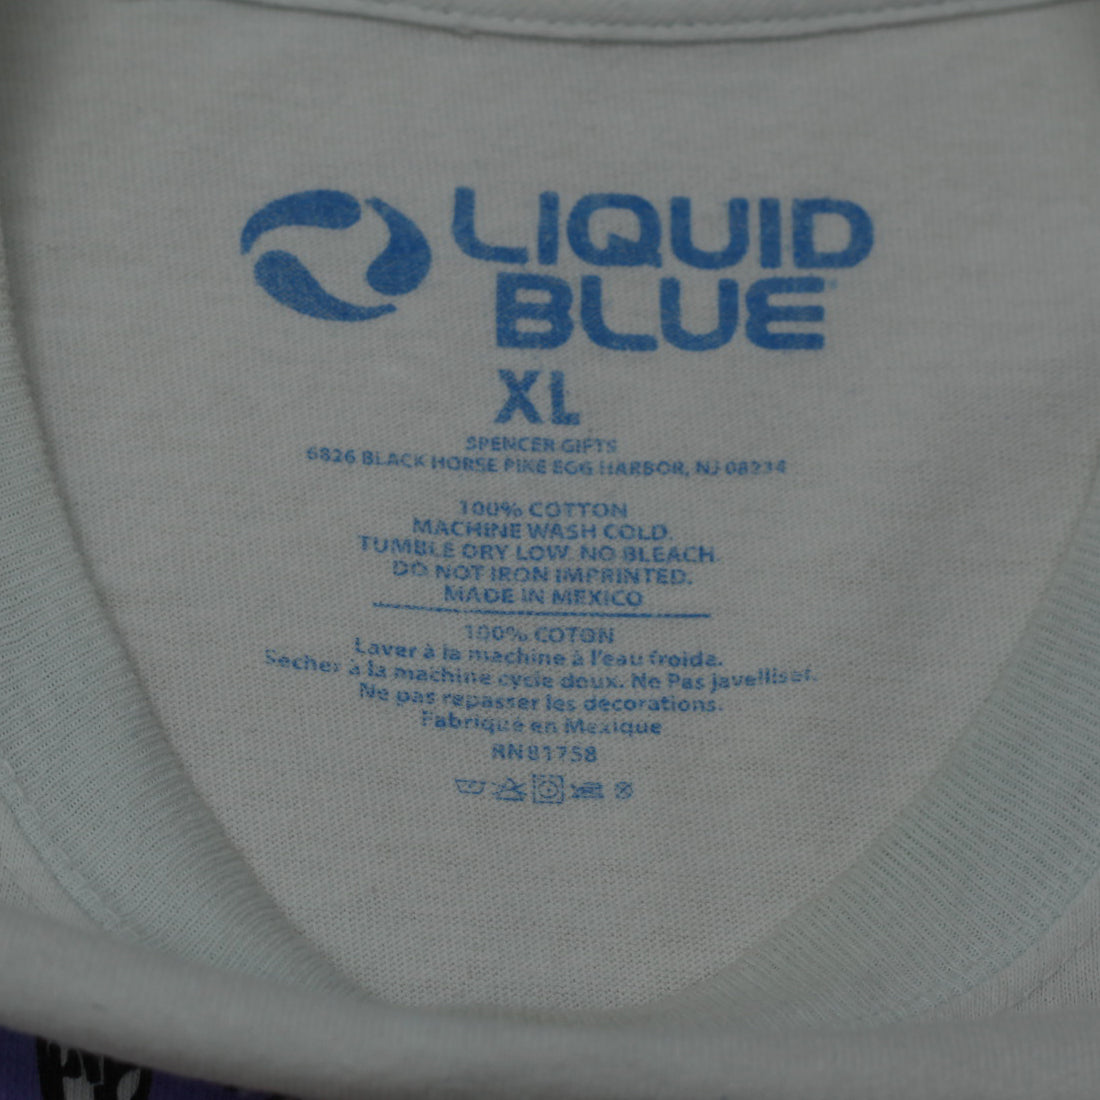 LIQUID
BLUE
XL
SPENCER GIFTS
6826 BLACK HORSE PIKE EGG HARBOR, NJ 08234
100% COTTON
MACHINE WASH COLD.
TUMBLE DRY LOW. NO BLEACH.
DO NOT IRON IMPRINTED.
MADE IN MEXICO
100% COTON
Laver à la machine à l'eau froide.
Secher à la machine cycle doux. Ne Pas javelliser.
Ne pas repasser les decorations.
Fabriqué en Mexique
RN81758